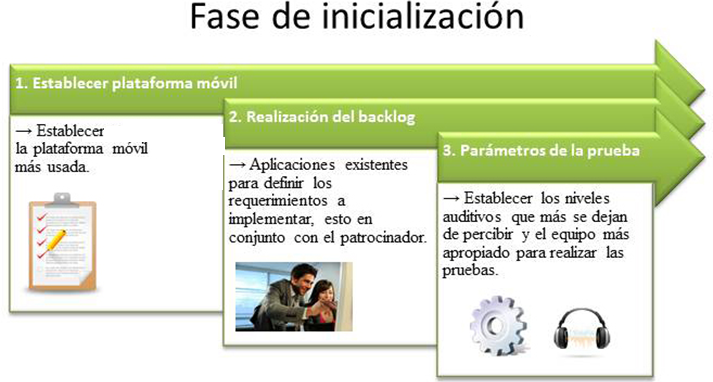 Fase de inicialización
1. Establecer plataforma móvil
→ Establecer
la plataforma móvil
más usada.
2. Realización del backlog
→ Aplicaciones existentes
para definir los
requerimientos a
implementar, esto en
conjunto con el patrocinador.
3. Parámetros de la prueba
→ Establecer los niveles
auditivos que más se dejan
de percibir y el equipo más
apropiado para realizar las
pruebas.